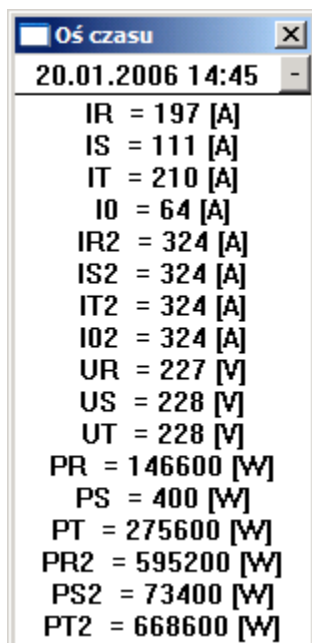 Oś czasu
20.01.2006 14:45 -
IR = 197 [A]
IS = 111 [A]
IT = 210 [A]
I0 = 64 [A]
IR2 = 324 [A]
IS2 = 324 [A]
IT2 = 324 [A]
I02 = 324 [A]
UR = 227 [V]
US = 228 [V]
UT = 228 [V]
PR = 146600 [W]
PS = 400 [W]
PT = 275600 [W]
PR2 = 595200 [W]
PS2 = 73400 [W]
PT2 = 668600 [W]